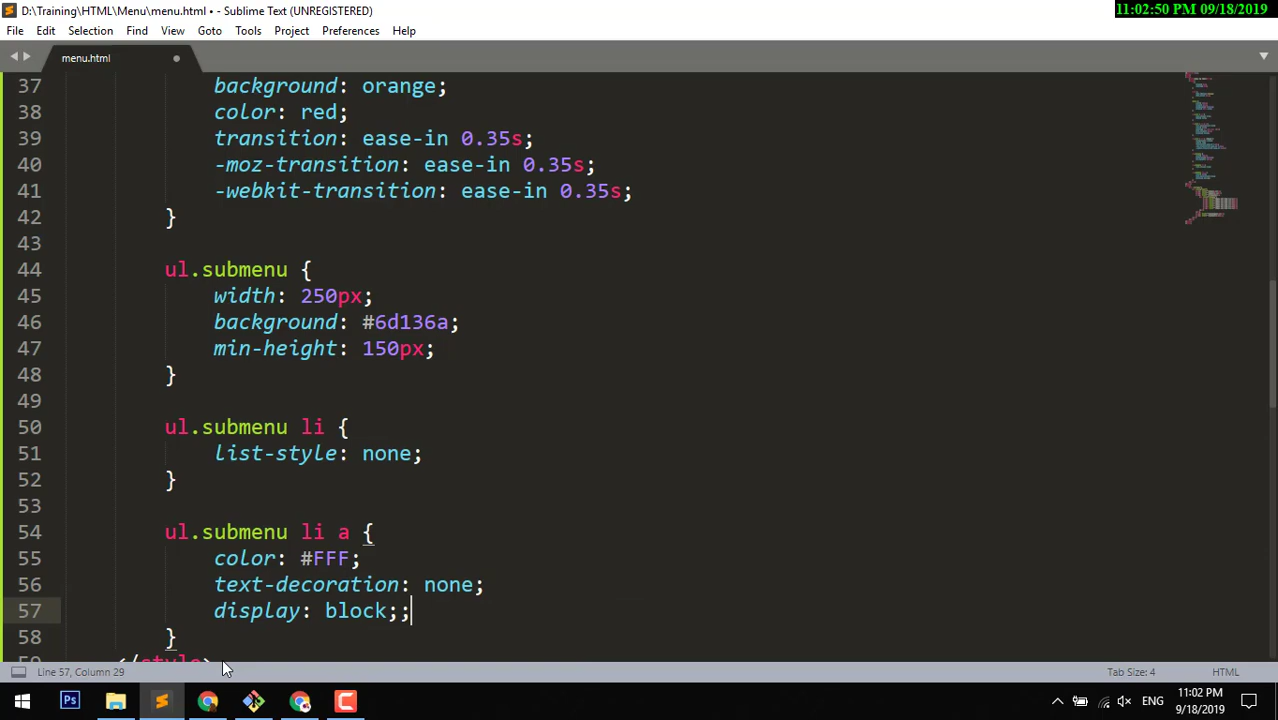 D:\Training\HTML\Menu\menu.html • - Sublime Text (UNREGISTERED)
11:02:50 PM 09/18/2019
File Edit Selection Find View Goto Tools Project Preferences Help
menu.html
37 background: orange;
38 color: red;
39 transition: ease-in 0.35s;
40 -moz-transition: ease-in 0.35s;
41 -webkit-transition: ease-in 0.35s;
42 }
43
44 ul.submenu {
45 width: 250px;
46 background: #6d136a;
47 min-height: 150px;
48 }
49
50 ul.submenu li {
51 list-style: none;
52 }
53
54 ul.submenu li a {
55 color: #FFF;
56 text-decoration: none;
57 display: block;;
58 }
59 </style>
Line 57, Column 29
Tab Size: 4
HTML
Ps
ENG
11:02 PM
9/18/2019